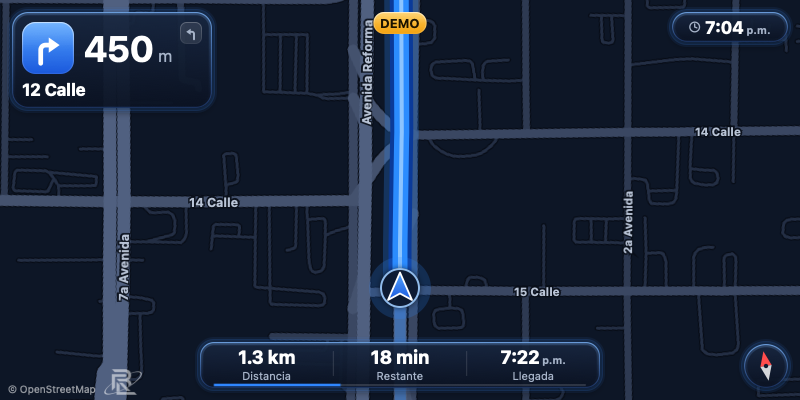 DEMO
450 m
12 Calle
7:04 p.m.
Avenida Reforma
14 Calle
14 Calle
2a Avenida
7a Avenida
15 Calle
1.3 km
Distancia
18 min
Restante
7:22 p.m.
Llegada
© OpenStreetMap